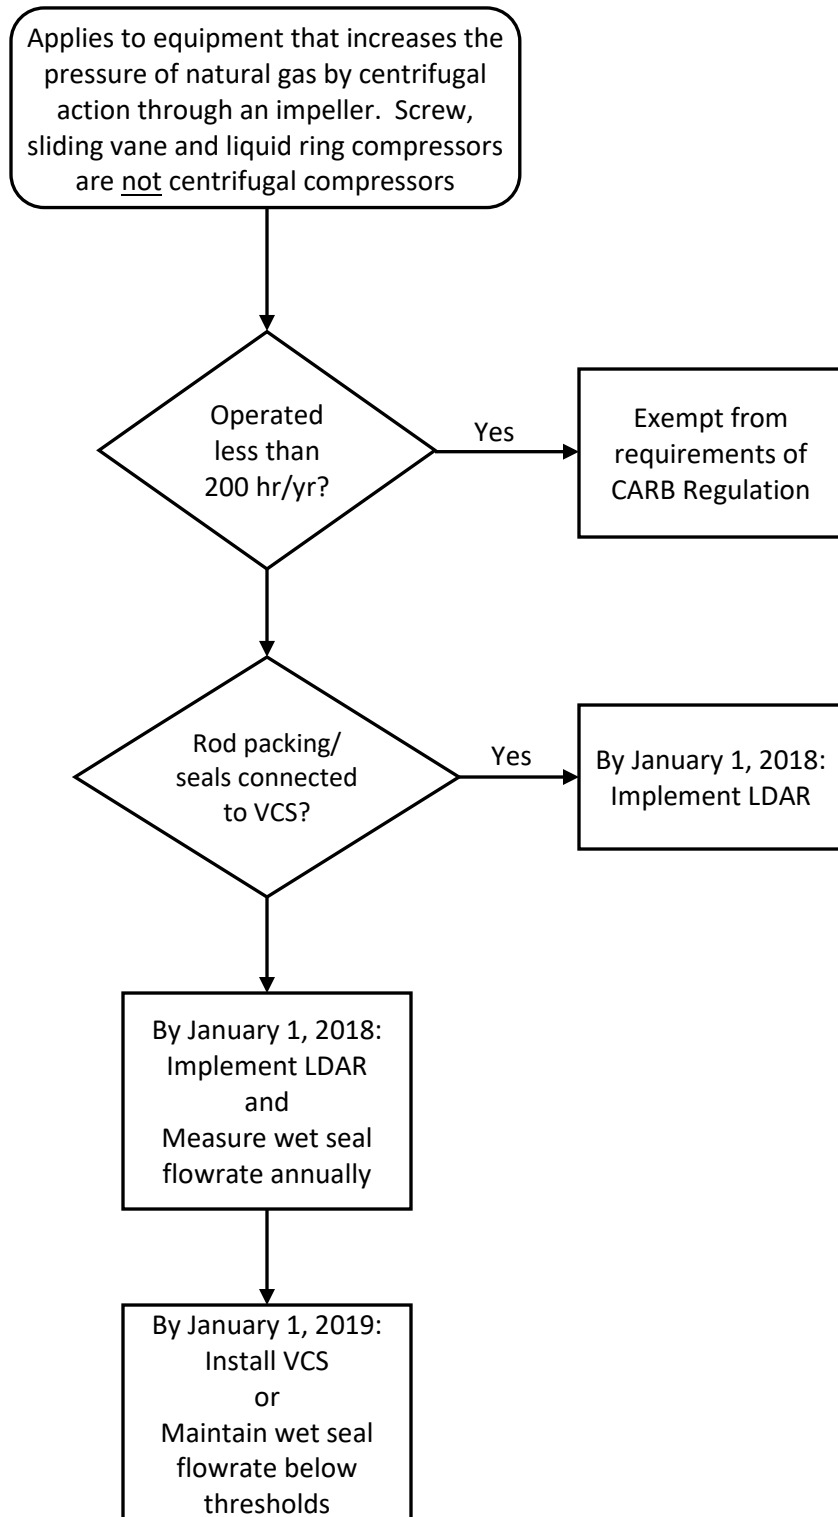 Applies to equipment that increases the
pressure of natural gas by centrifugal
action through an impeller. Screw,
sliding vane and liquid ring compressors
are not centrifugal compressors
Operated
less than
200 hr/yr?
Yes
Exempt from
requirements of
CARB Regulation
Rod packing/
seals connected
to VCS?
Yes
By January 1, 2018:
Implement LDAR
By January 1, 2018:
Implement LDAR
and
Measure wet seal
flowrate annually
By January 1, 2019:
Install VCS
or
Maintain wet seal
flowrate below
thresholds